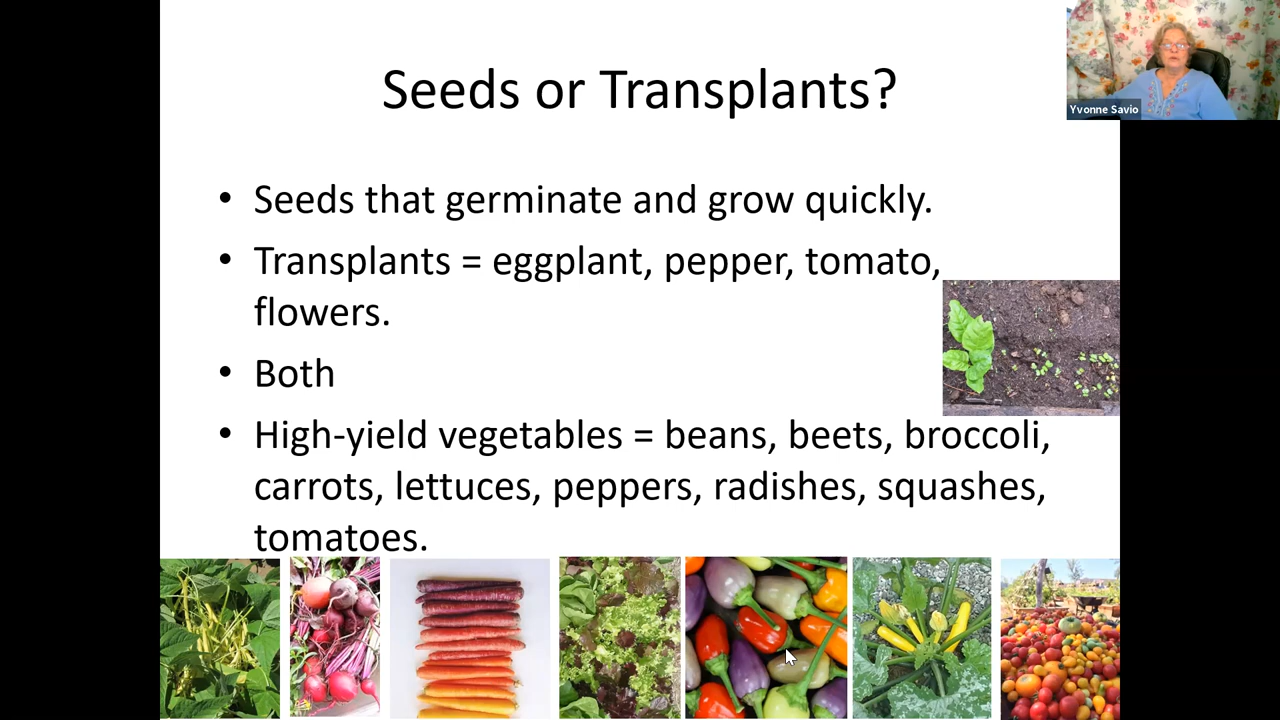 Seeds or Transplants?
Yvonne Savio
• Seeds that germinate and grow quickly.
• Transplants = eggplant, pepper, tomato,
flowers.
• Both
• High-yield vegetables = beans, beets, broccoli,
carrots, lettuces, peppers, radishes, squashes,
tomatoes.